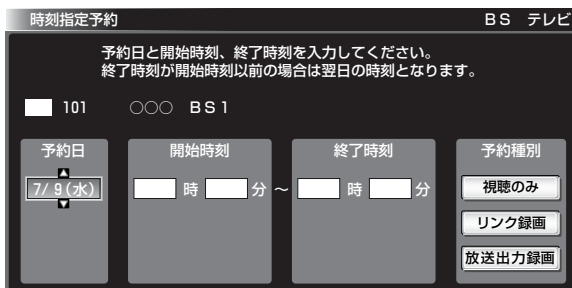 時刻指定予約 BS テレビ
予約日と開始時刻、終了時刻を入力してください。
終了時刻が開始時刻以前の場合は翌日の時刻となります。
101 ○○○ BS1
予約日 開始時刻 終了時刻 予約種別
7/ 9(水) 時 分 ~ 時 分 視聴のみ
リンク録画
放送出力録画